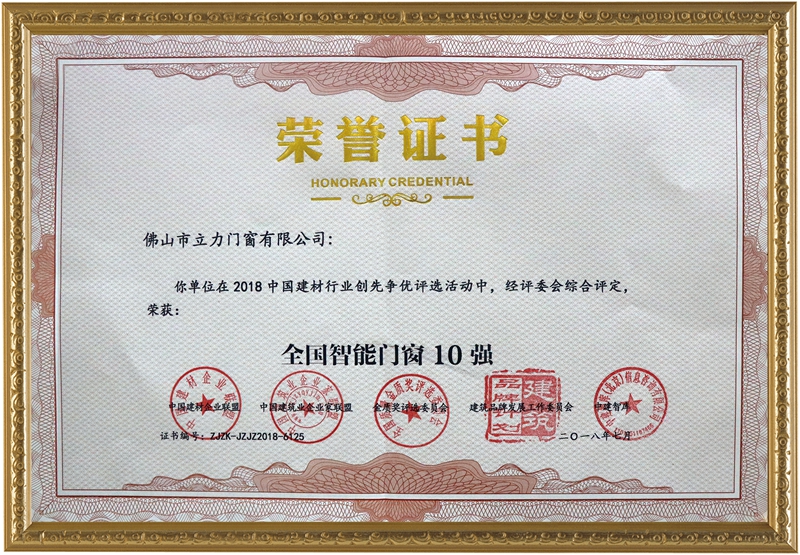 荣誉证书
HONORARY CREDENTIAL
佛山市立力门窗有限公司：
你单位在2018中国建材行业创先争优评选活动中，经评委会综合评定，
荣获：
全国智能门窗10强
中国建材企业联盟 中国建筑业企业家联盟 金质奖评选委员会 建筑品牌发展工作委员会 中建智库
证书编号：ZJZK-JZJZ2018-6125 二〇一八年七月